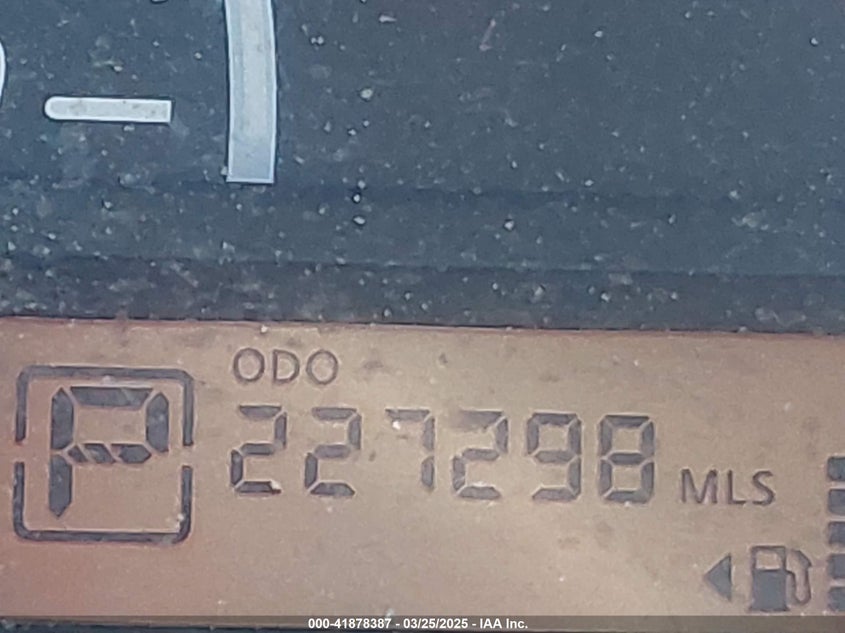 ODO
P
227298 MLS
000-41878387 - 03/25/2025 - IAA Inc.